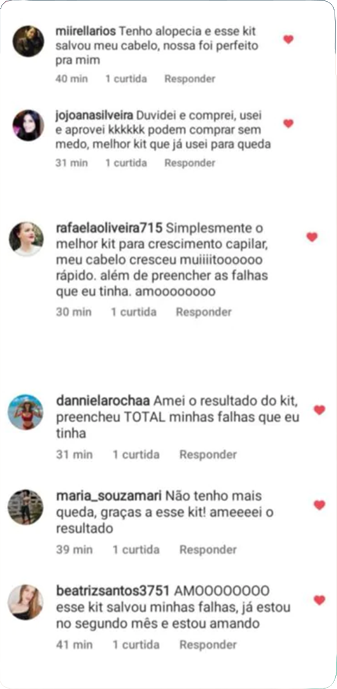 miirellarios Tenho alopecia e esse kit
salvou meu cabelo, nossa foi perfeito
pra mim
40 min 1 curtida Responder
jojoanasilveira Duvidei e comprei, usei
e aprovei kkkkkk podem comprar sem
medo, melhor kit que já usei para queda
31 min 1 curtida Responder
rafaelaoliveira715 Simplesmente o
melhor kit para crescimento capilar,
meu cabelo cresceu muiiiitoooooo
rápido. além de preencher as falhas
que eu tinha. amoooooooo
30 min 1 curtida Responder
dannielarochaa Amei o resultado do kit,
preencheu TOTAL minhas falhas que eu
tinha
31 min 1 curtida Responder
maria_souzamari Não tenho mais
queda, graças a esse kit! ameeeei o
resultado
39 min 1 curtida Responder
beatrizsantos3751 AMOOOOOOOO
esse kit salvou minhas falhas, já estou
no segundo mês e estou amando
41 min 1 curtida Responder